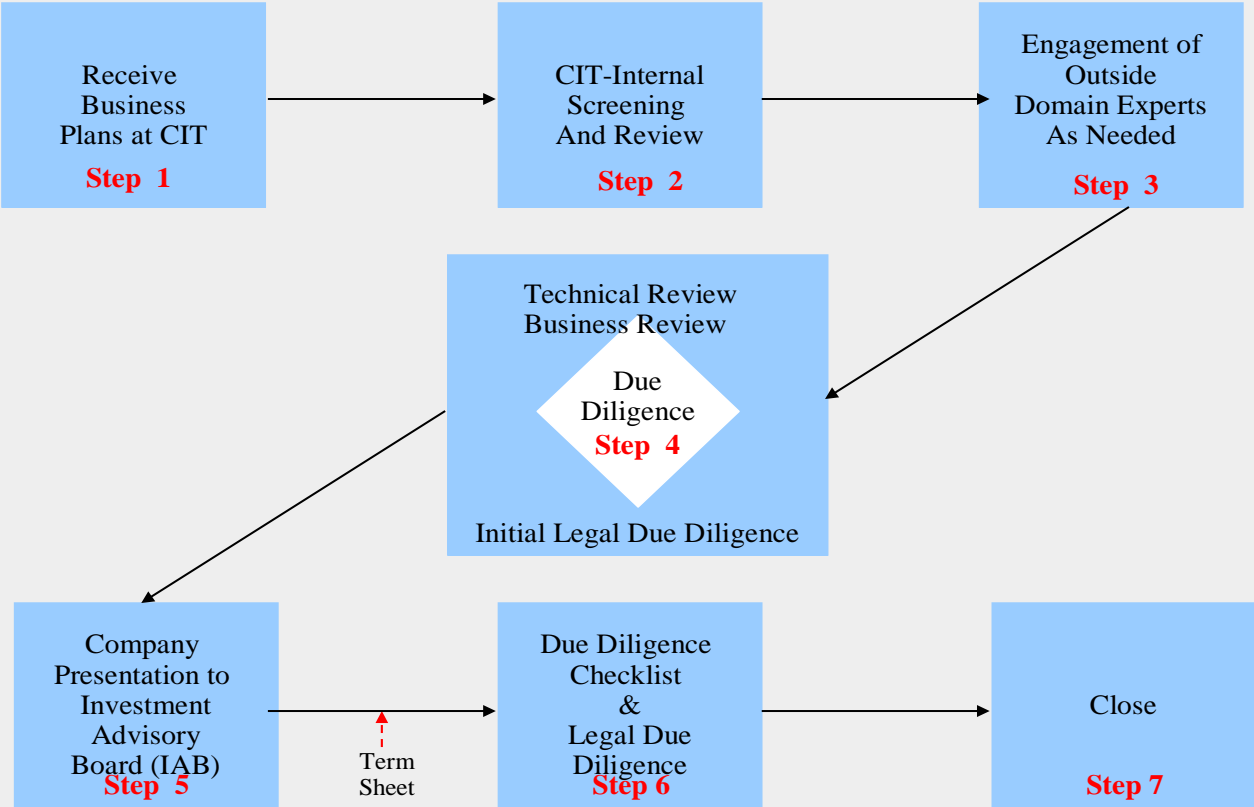 Receive
Business
Plans at CIT
Step 1
CIT-Internal
Screening
And Review
Step 2
Engagement of
Outside
Domain Experts
As Needed
Step 3
Technical Review
Business Review
Due
Diligence
Step 4
Initial Legal Due Diligence
Company
Presentation to
Investment
Advisory
Board (IAB)
Step 5
Term
Sheet
Due Diligence
Checklist
&
Legal Due
Diligence
Step 6
Close
Step 7